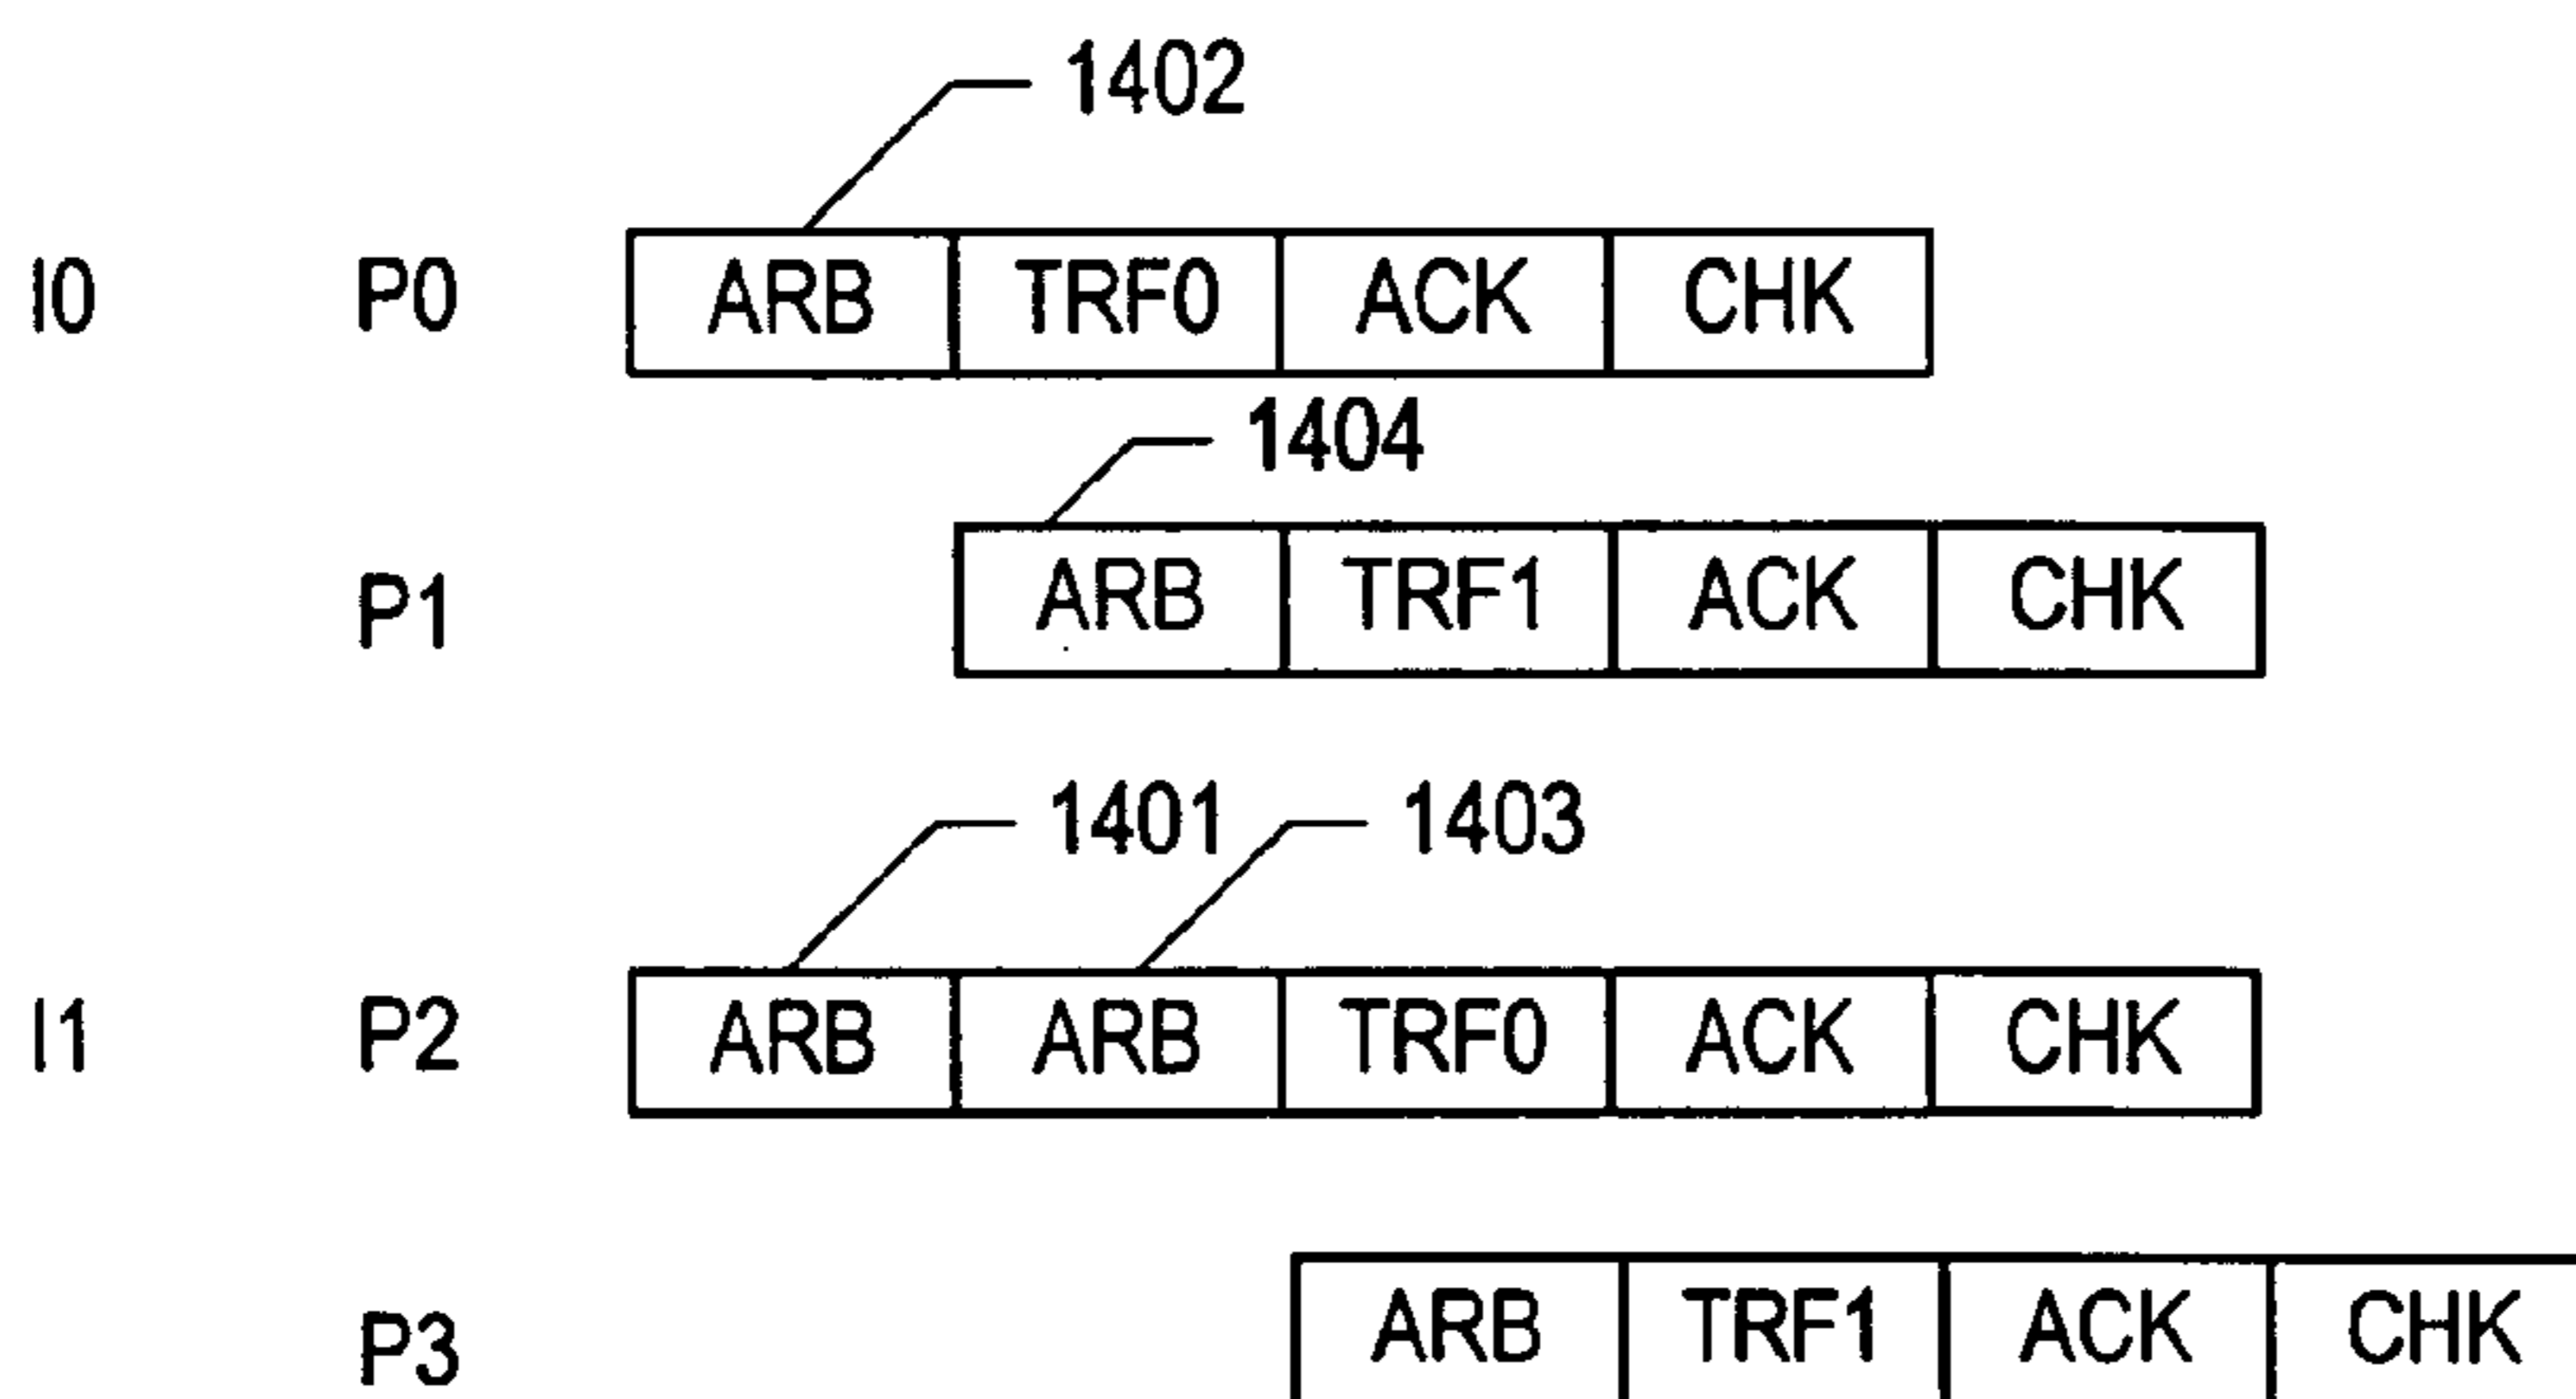 1402
I0 P0 ARB TRF0 ACK CHK
1404
P1 ARB TRF1 ACK CHK
1401 1403
I1 P2 ARB ARB TRF0 ACK CHK
P3 ARB TRF1 ACK CHK